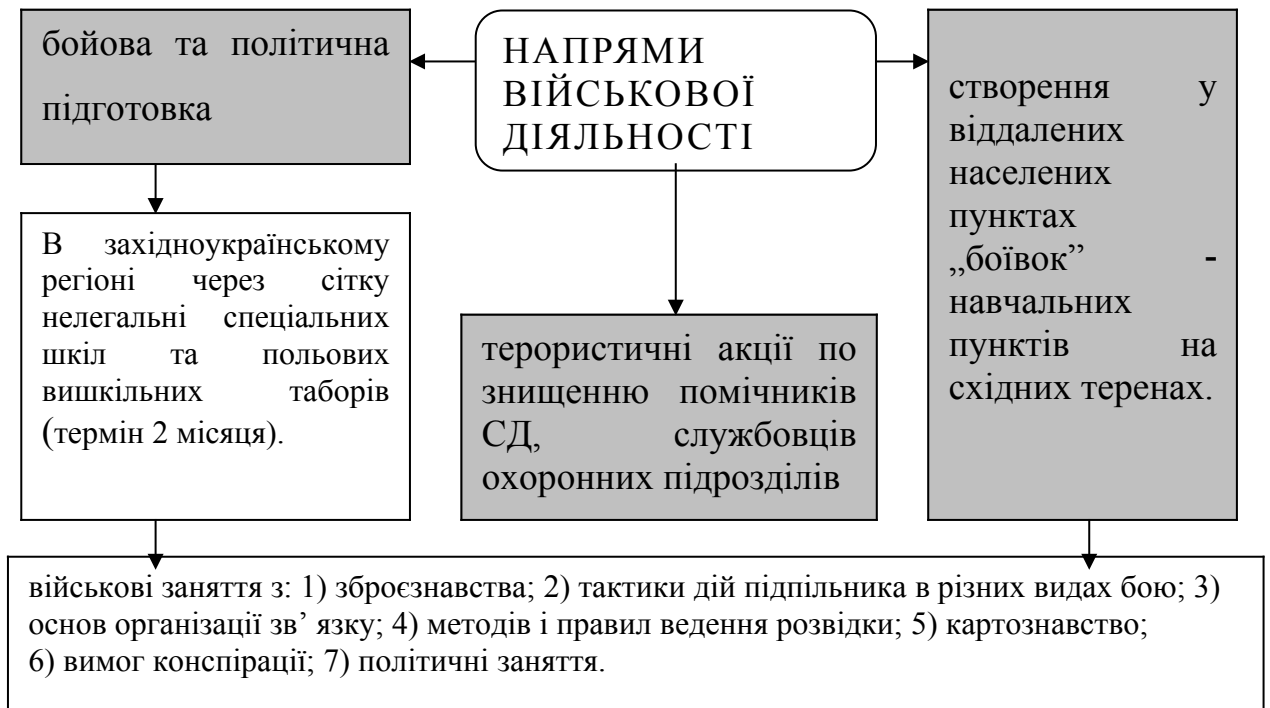 бойова та політична
підготовка
НАПРЯМИ
ВІЙСЬКОВОЇ
ДІЯЛЬНОСТІ
створення у
віддалених
населених
пунктах
„боївок” -
навчальних
пунктів на
східних теренах.
В західноукраїнському
регіоні через сітку
нелегальні спеціальних
шкіл та польових
вишкільних таборів
(термін 2 місяця).
терористичні акції по
знищенню помічників
СД, службовців
охоронних підрозділів
військові заняття з: 1) зброєзнавства; 2) тактики дій підпільника в різних видах бою; 3)
основ організації зв’ язку; 4) методів і правил ведення розвідки; 5) картознавство;
6) вимог конспірації; 7) політичні заняття.